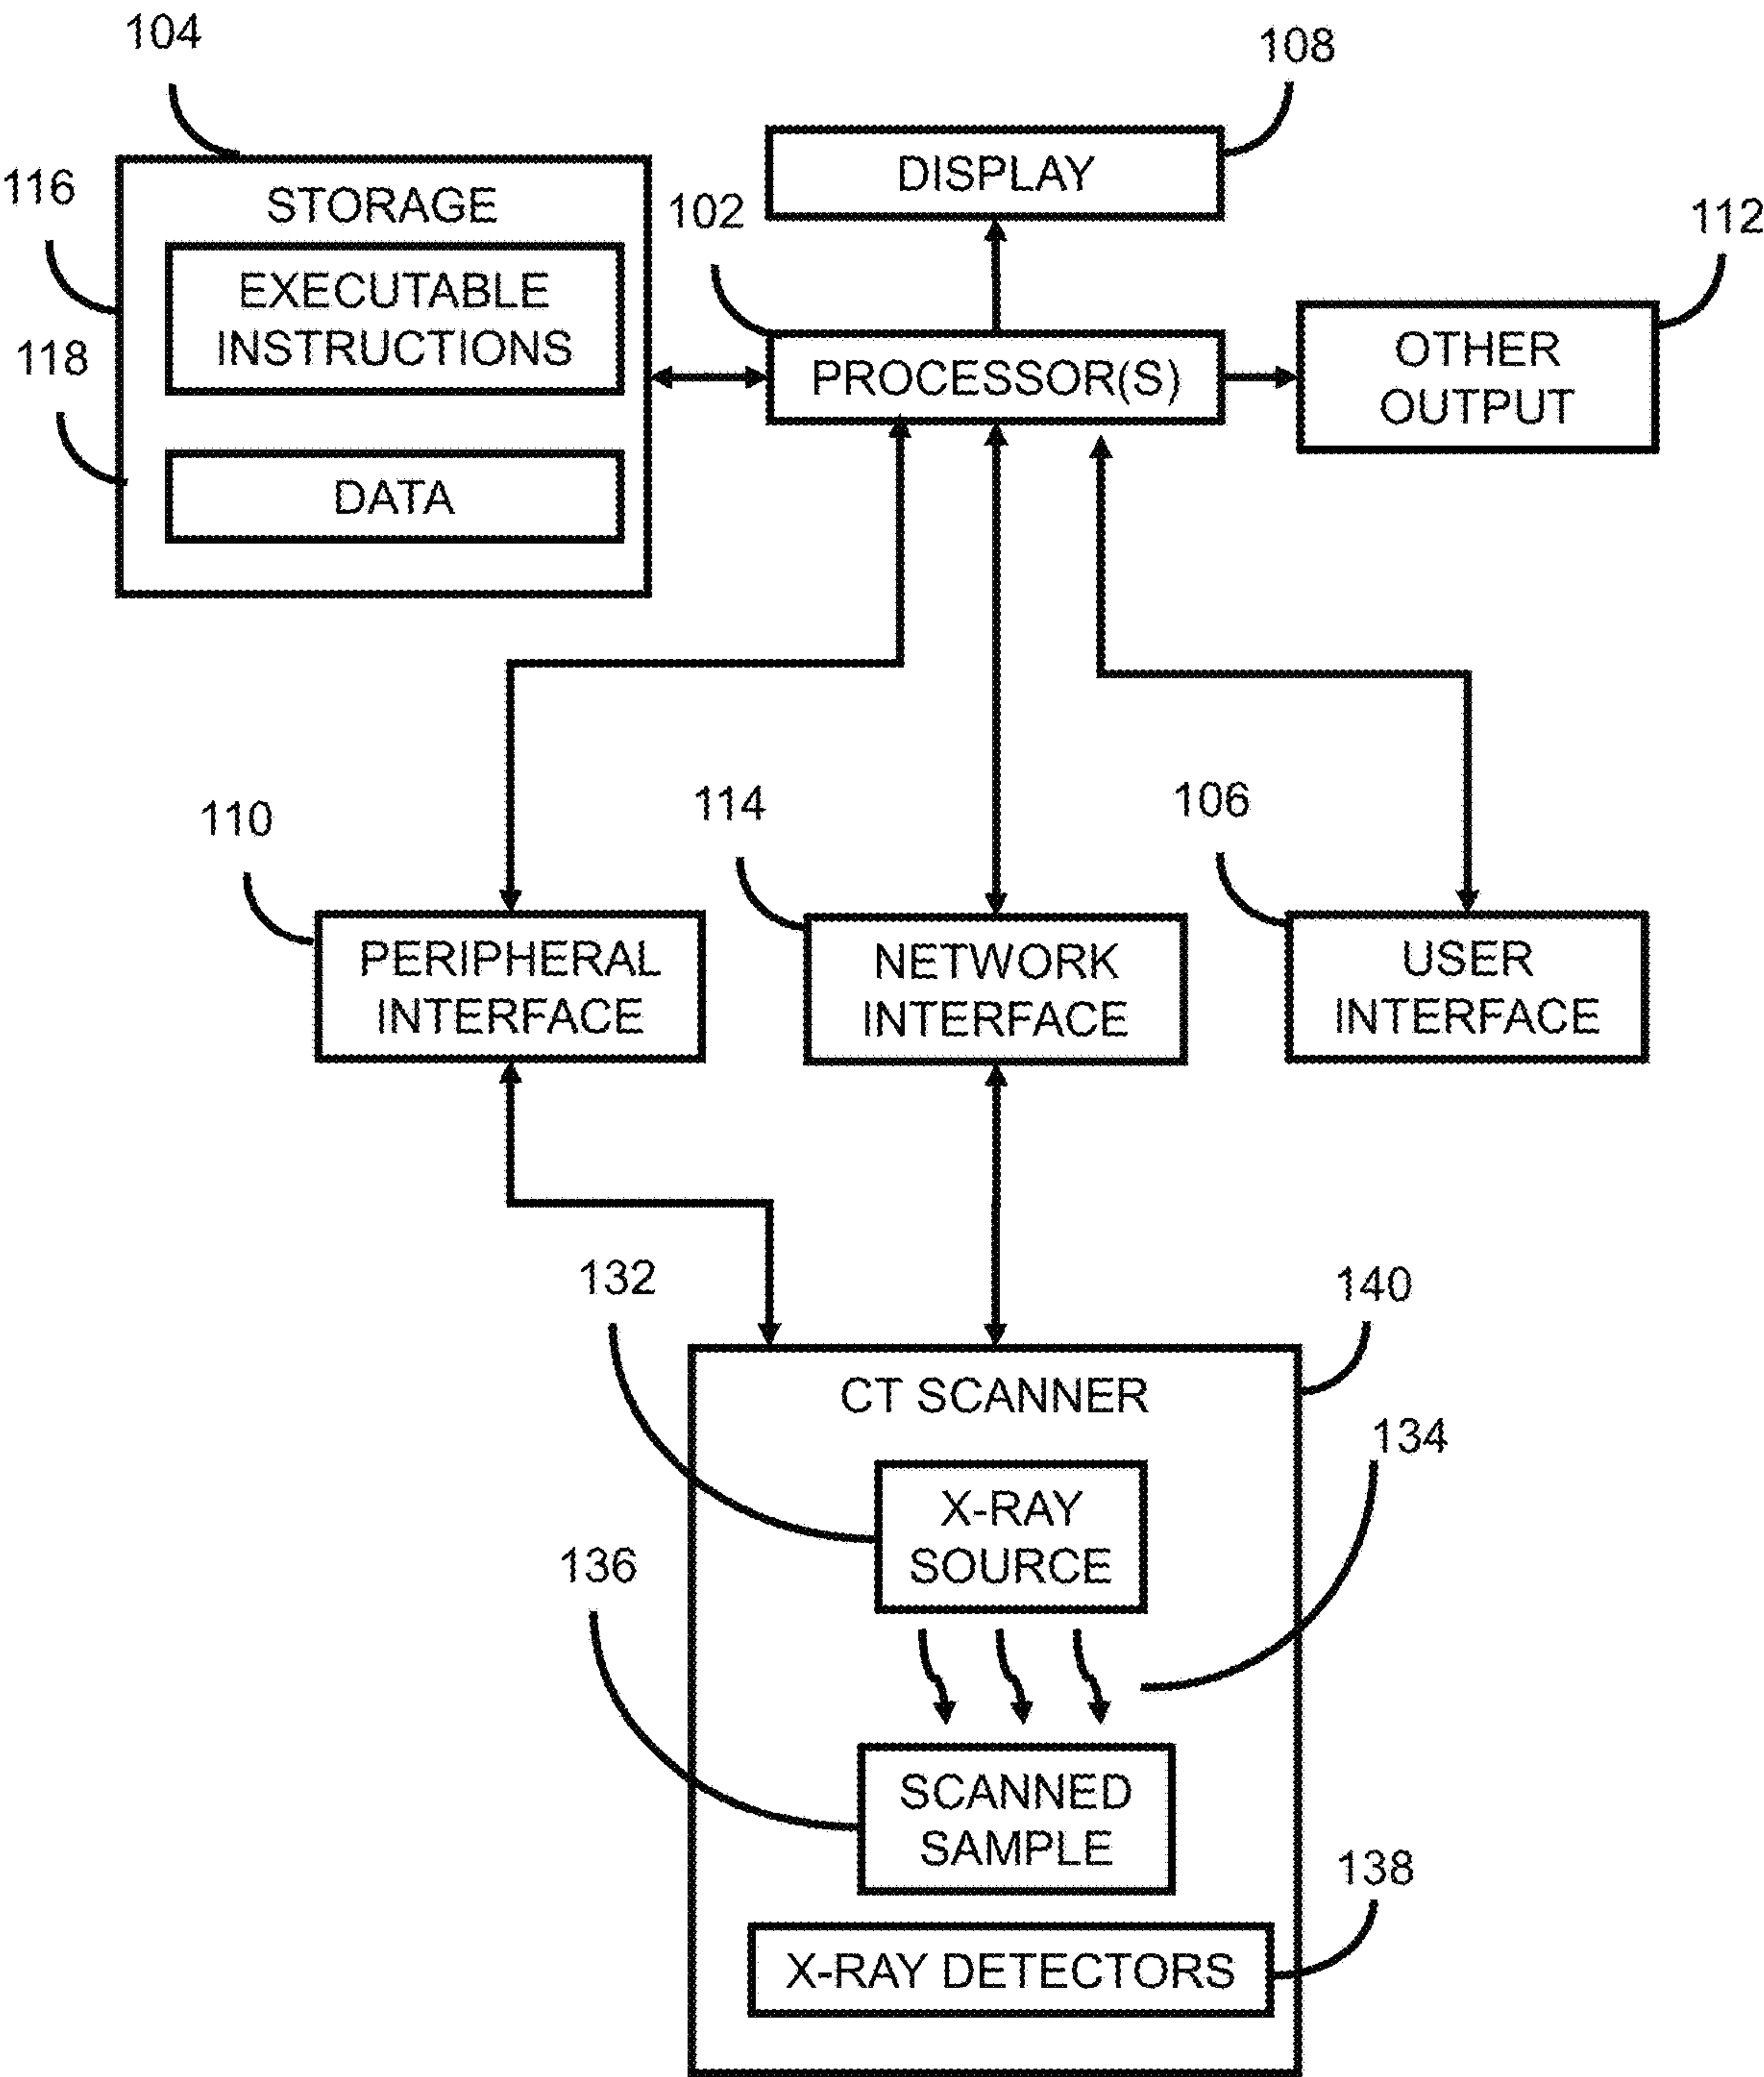 104
108
116
STORAGE
DISPLAY
102
112
EXECUTABLE
INSTRUCTIONS
118
PROCESSOR(S)
OTHER
OUTPUT
DATA
110
114
106
PERIPHERAL
INTERFACE
NETWORK
INTERFACE
USER
INTERFACE
132
140
CT SCANNER
134
X-RAY
SOURCE
136
SCANNED
SAMPLE
138
X-RAY DETECTORS